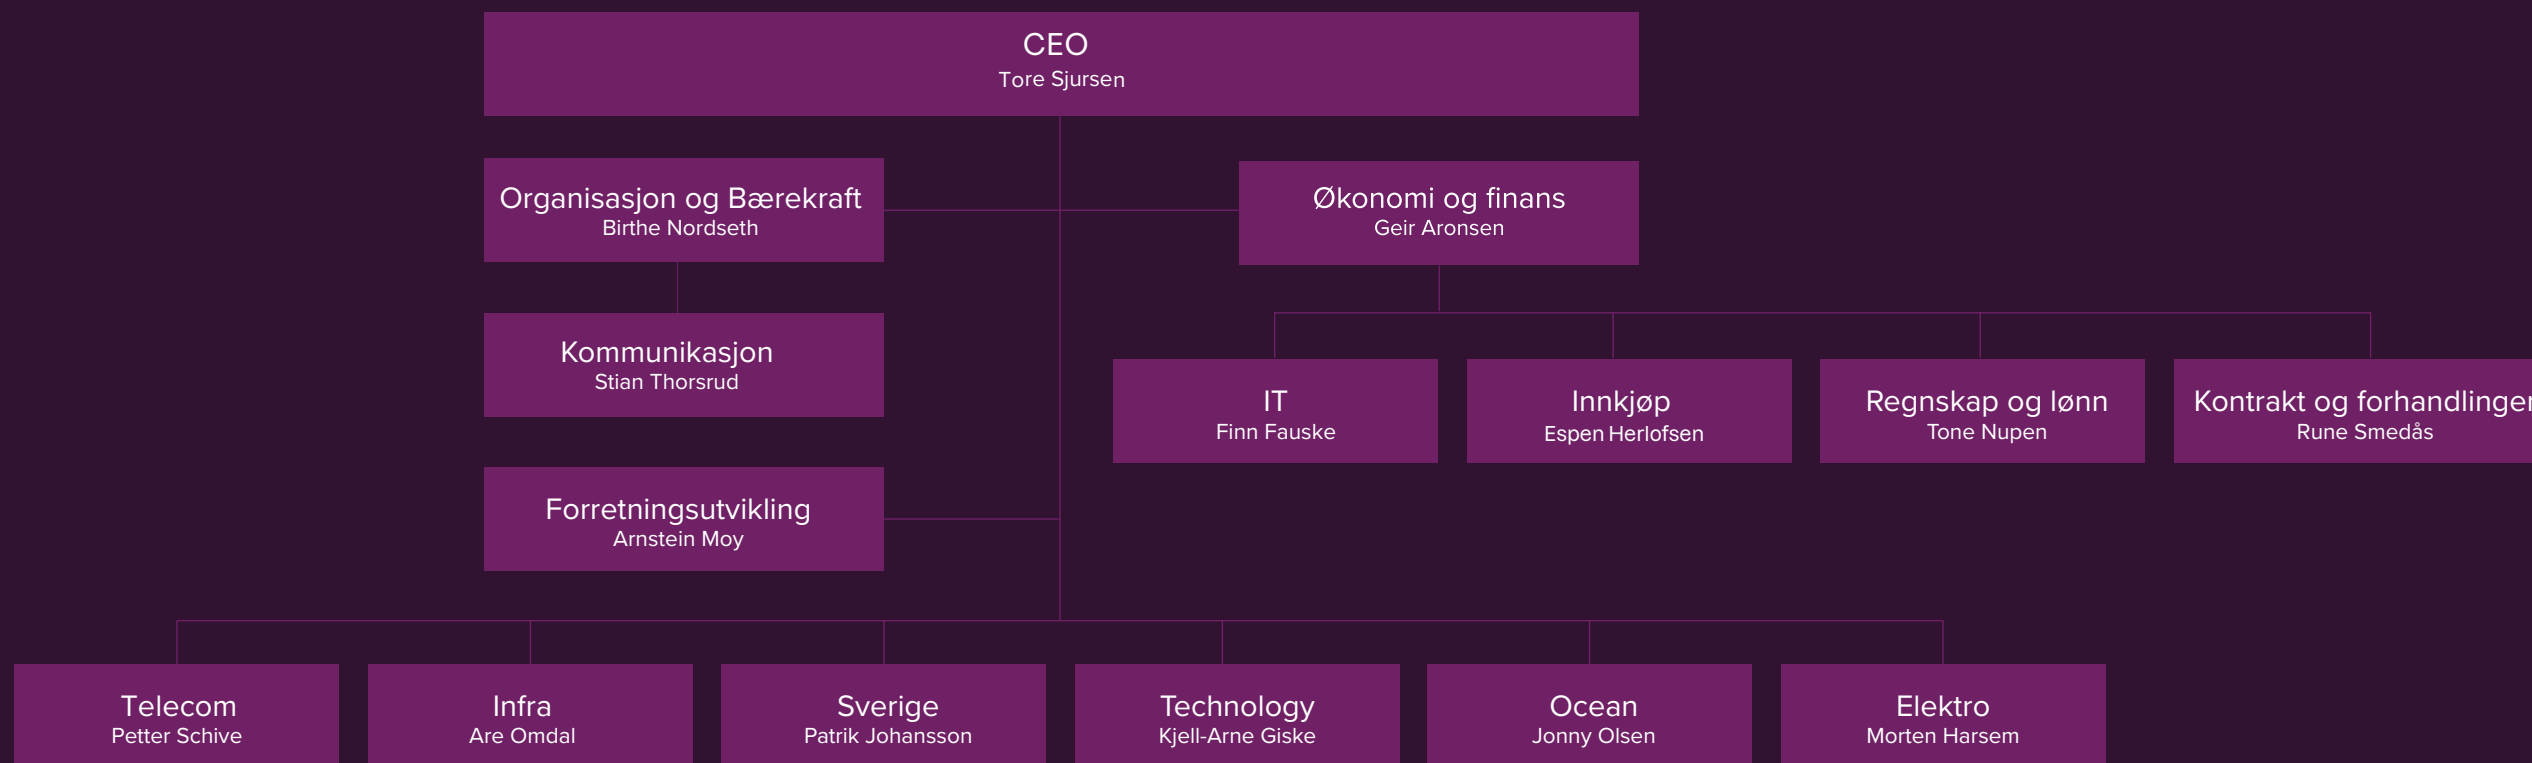 CEO
Tore Sjursen
Organisasjon og Bærekraft
Birthe Nordseth
Økonomi og finans
Geir Aronsen
Kommunikasjon
Stian Thorsrud
IT
Finn Fauske
Innkjøp
Espen Herlofsen
Regnskap og lønn
Tone Nupen
Kontrakt og forhandlinger
Rune Smedås
Forretningsutvikling
Arnstein Moy
Telecom
Petter Schive
Infra
Are Omdal
Sverige
Patrik Johansson
Technology
Kjell-Arne Giske
Ocean
Jonny Olsen
Elektro
Morten Harsem